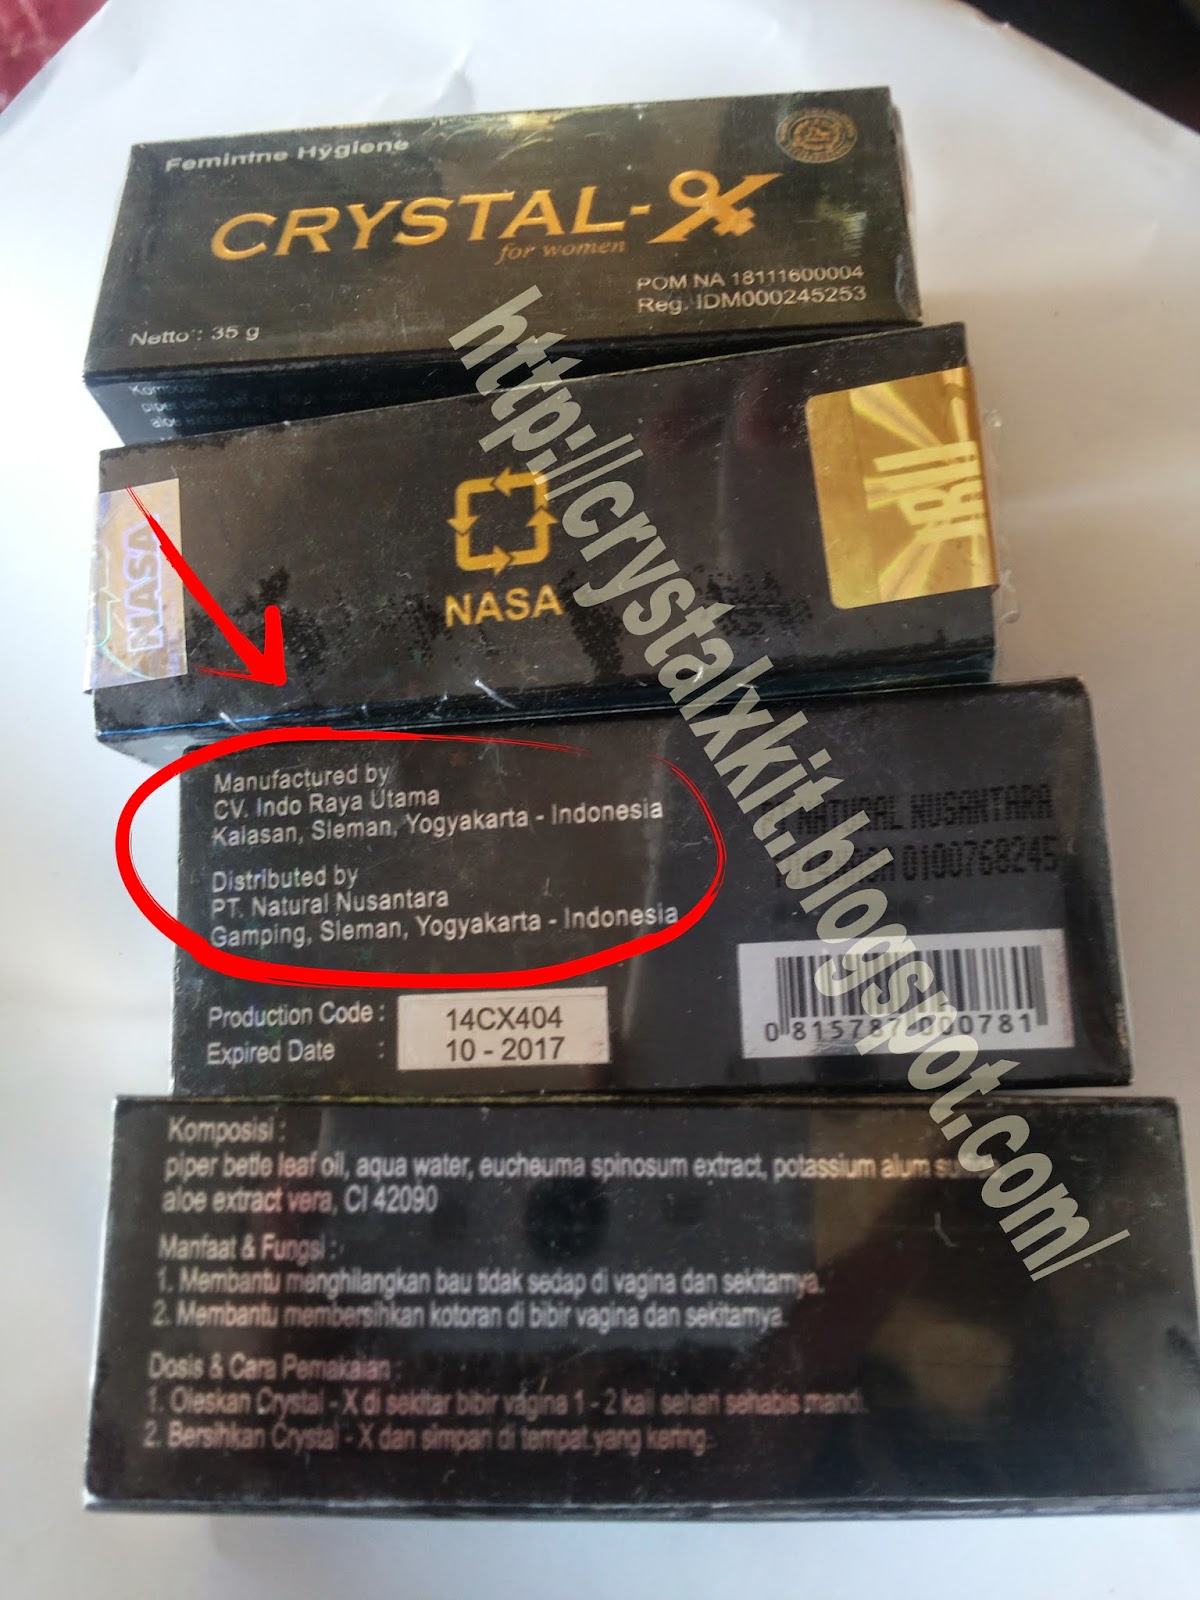 Feminine Hygiene
CRYSTAL-X
for women
POM NA 18111600004
Reg. IDM000245253
Netto : 35 g
piper betle
aloe extract
NASA
NASA
Manufactured by
CV. Indo Raya Utama
Kalasan, Sleman, Yogyakarta - Indonesia
Distributed by
PT. Natural Nusantara
Gamping, Sleman, Yogyakarta - Indonesia
NATURAL NUSANTARA
0100768245
Production Code : 14CX404
Expired Date : 10 - 2017
0 815787 000781
Komposisi :
piper betle leaf oil, aqua water, eucheuma spinosum extract, potassium alum
aloe extract vera, CI 42090
Manfaat & Fungsi :
1. Membantu menghilangkan bau tidak sedap di vagina dan sekitarnya.
2. Membantu membersihkan kotoran di bibir vagina dan sekitarnya.
Dosis & Cara Pemakaian :
1. Oleskan Crystal - X di sekitar bibir vagina 1 - 2 kali sehari sehabis mandi.
2. Bersihkan Crystal - X dan simpan di tempat yang kering.
http://crystalxkit.blogspot.com/